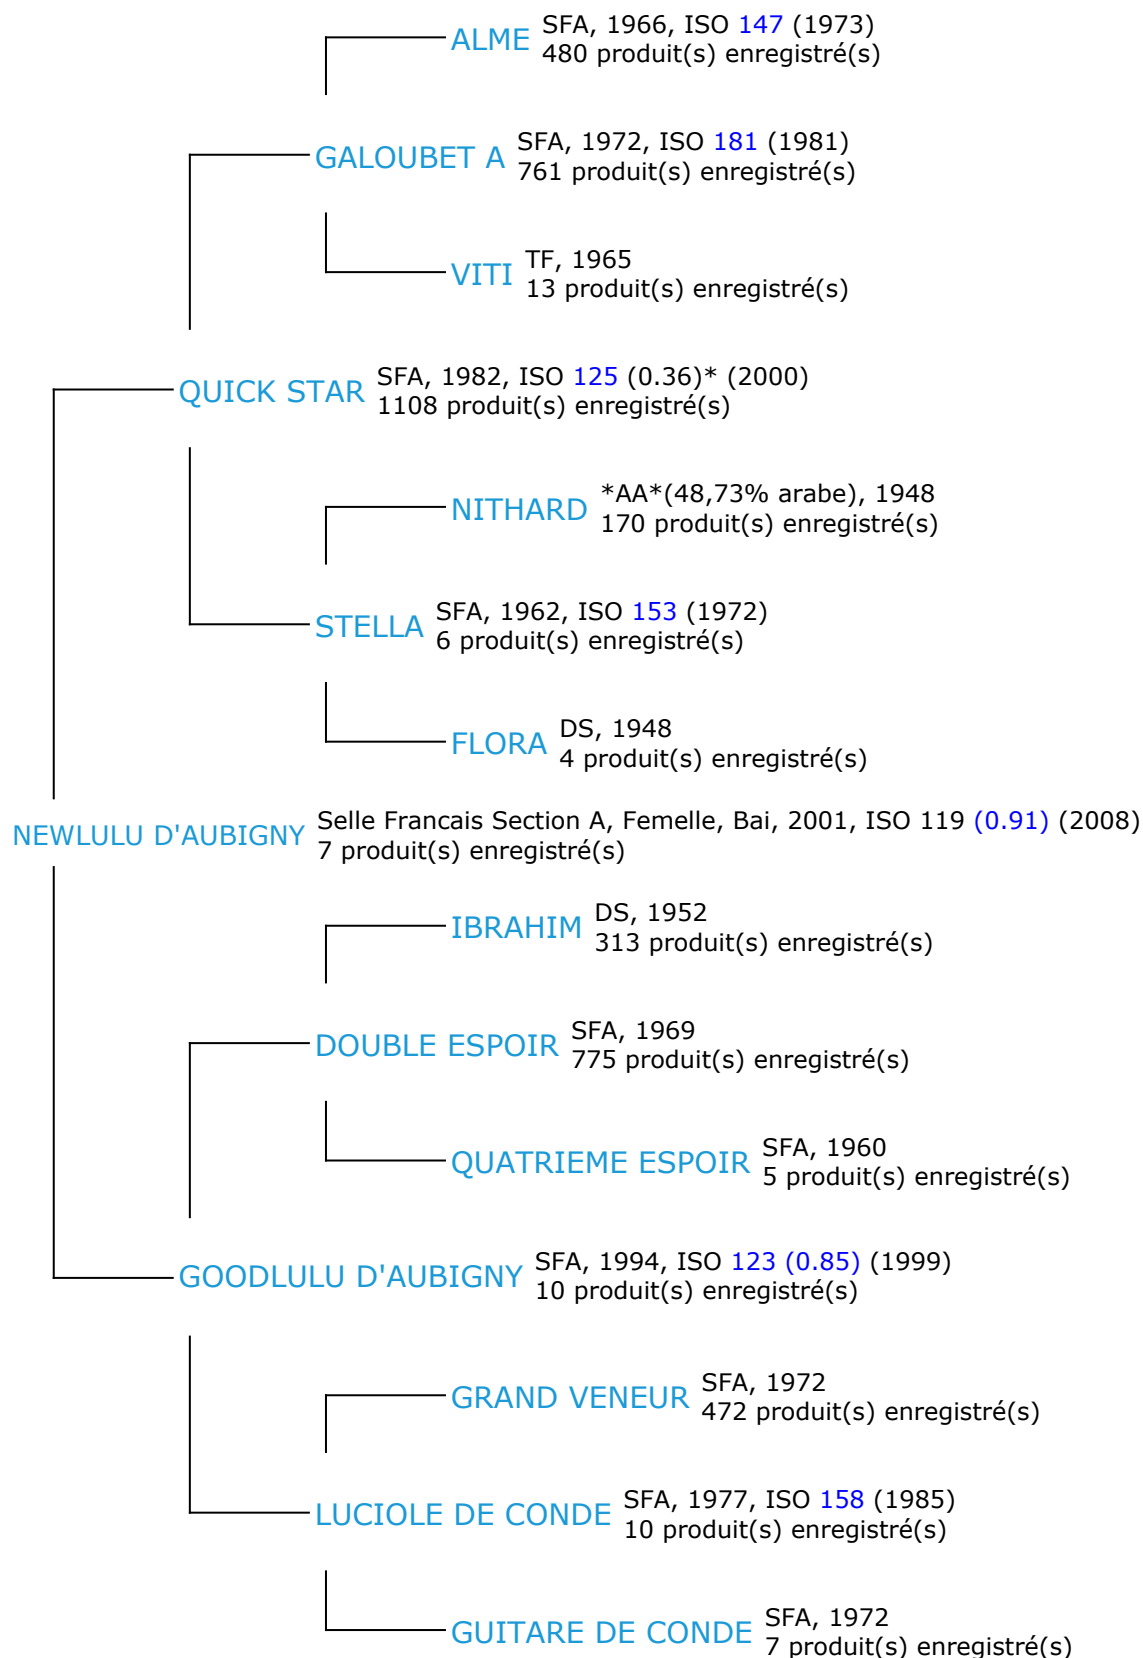 ALME SFA, 1966, ISO 147 (1973)
480 produit(s) enregistré(s)
GALOUBET A SFA, 1972, ISO 181 (1981)
761 produit(s) enregistré(s)
VITI TF, 1965
13 produit(s) enregistré(s)
QUICK STAR SFA, 1982, ISO 125 (0.36)* (2000)
1108 produit(s) enregistré(s)
NITHARD *AA*(48,73% arabe), 1948
170 produit(s) enregistré(s)
STELLA SFA, 1962, ISO 153 (1972)
6 produit(s) enregistré(s)
FLORA DS, 1948
4 produit(s) enregistré(s)
NEWLULU D'AUBIGNY Selle Francais Section A, Femelle, Bai, 2001, ISO 119 (0.91) (2008)
7 produit(s) enregistré(s)
IBRAHIM DS, 1952
313 produit(s) enregistré(s)
DOUBLE ESPOIR SFA, 1969
775 produit(s) enregistré(s)
QUATRIEME ESPOIR SFA, 1960
5 produit(s) enregistré(s)
GOODLULU D'AUBIGNY SFA, 1994, ISO 123 (0.85) (1999)
10 produit(s) enregistré(s)
GRAND VENEUR SFA, 1972
472 produit(s) enregistré(s)
LUCIOLE DE CONDE SFA, 1977, ISO 158 (1985)
10 produit(s) enregistré(s)
GUITARE DE CONDE SFA, 1972
7 produit(s) enregistré(s)